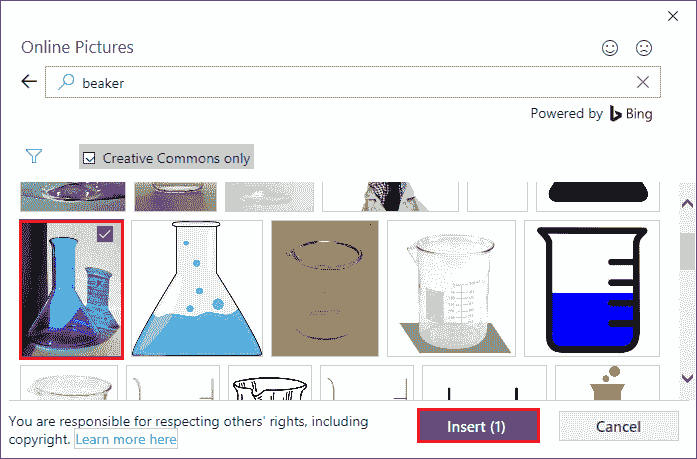 Online Pictures
beaker
Powered by Bing
Creative Commons only
You are responsible for respecting others' rights, including
copyright. Learn more here
Insert (1)
Cancel